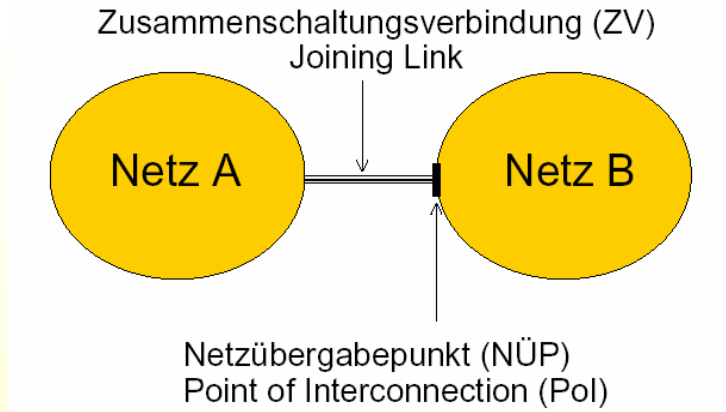 Zusammenschaltungsverbindung (ZV)
Joining Link
Netz A
Netz B
Netzübergabepunkt (NÜP)
Point of Interconnection (PoI)